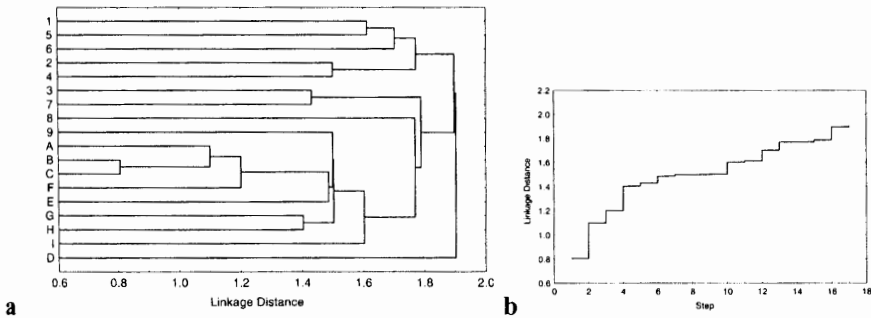 1
5
6
2
4
3
7
8
9
A
B
C
F
E
G
H
I
D
0.6 0.8 1.0 1.2 1.4 1.6 1.8 2.0
Linkage Distance
a
2.2
2.0
1.8
1.6
1.4
1.2
1.0
0.8
0.6
Linkage Distance
0 2 4 6 8 10 12 14 16 18
Step
b